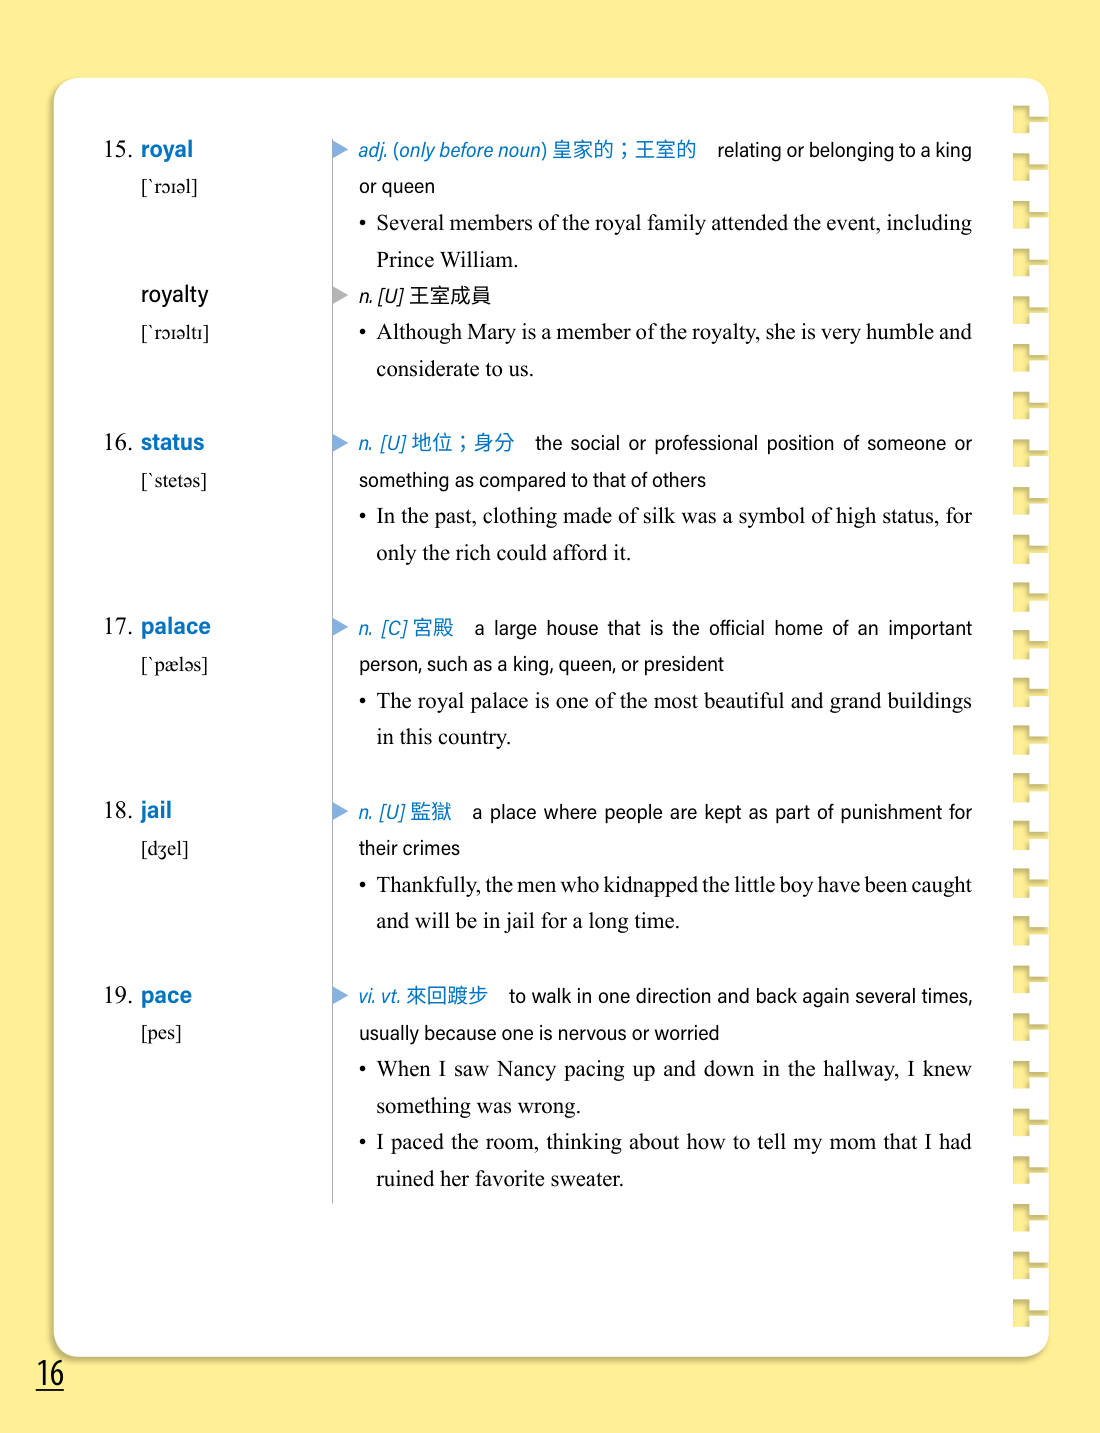 15. royal adj. (only before noun) 皇家的；王室的 relating or belonging to a king
[ˋrɔɪəl] or queen
• Several members of the royal family attended the event, including
Prince William.
royalty n. [U] 王室成員
[ˋrɔɪəltɪ] • Although Mary is a member of the royalty, she is very humble and
considerate to us.
16. status n. [U] 地位；身分 the social or professional position of someone or
[ˋstetəs] something as compared to that of others
• In the past, clothing made of silk was a symbol of high status, for
only the rich could afford it.
17. palace n. [C] 宮殿 a large house that is the official home of an important
[ˋpæləs] person, such as a king, queen, or president
• The royal palace is one of the most beautiful and grand buildings
in this country.
18. jail n. [U] 監獄 a place where people are kept as part of punishment for
[dʒel] their crimes
• Thankfully, the men who kidnapped the little boy have been caught
and will be in jail for a long time.
19. pace vi. vt. 來回踱步 to walk in one direction and back again several times,
[pes] usually because one is nervous or worried
• When I saw Nancy pacing up and down in the hallway, I knew
something was wrong.
• I paced the room, thinking about how to tell my mom that I had
ruined her favorite sweater.
16